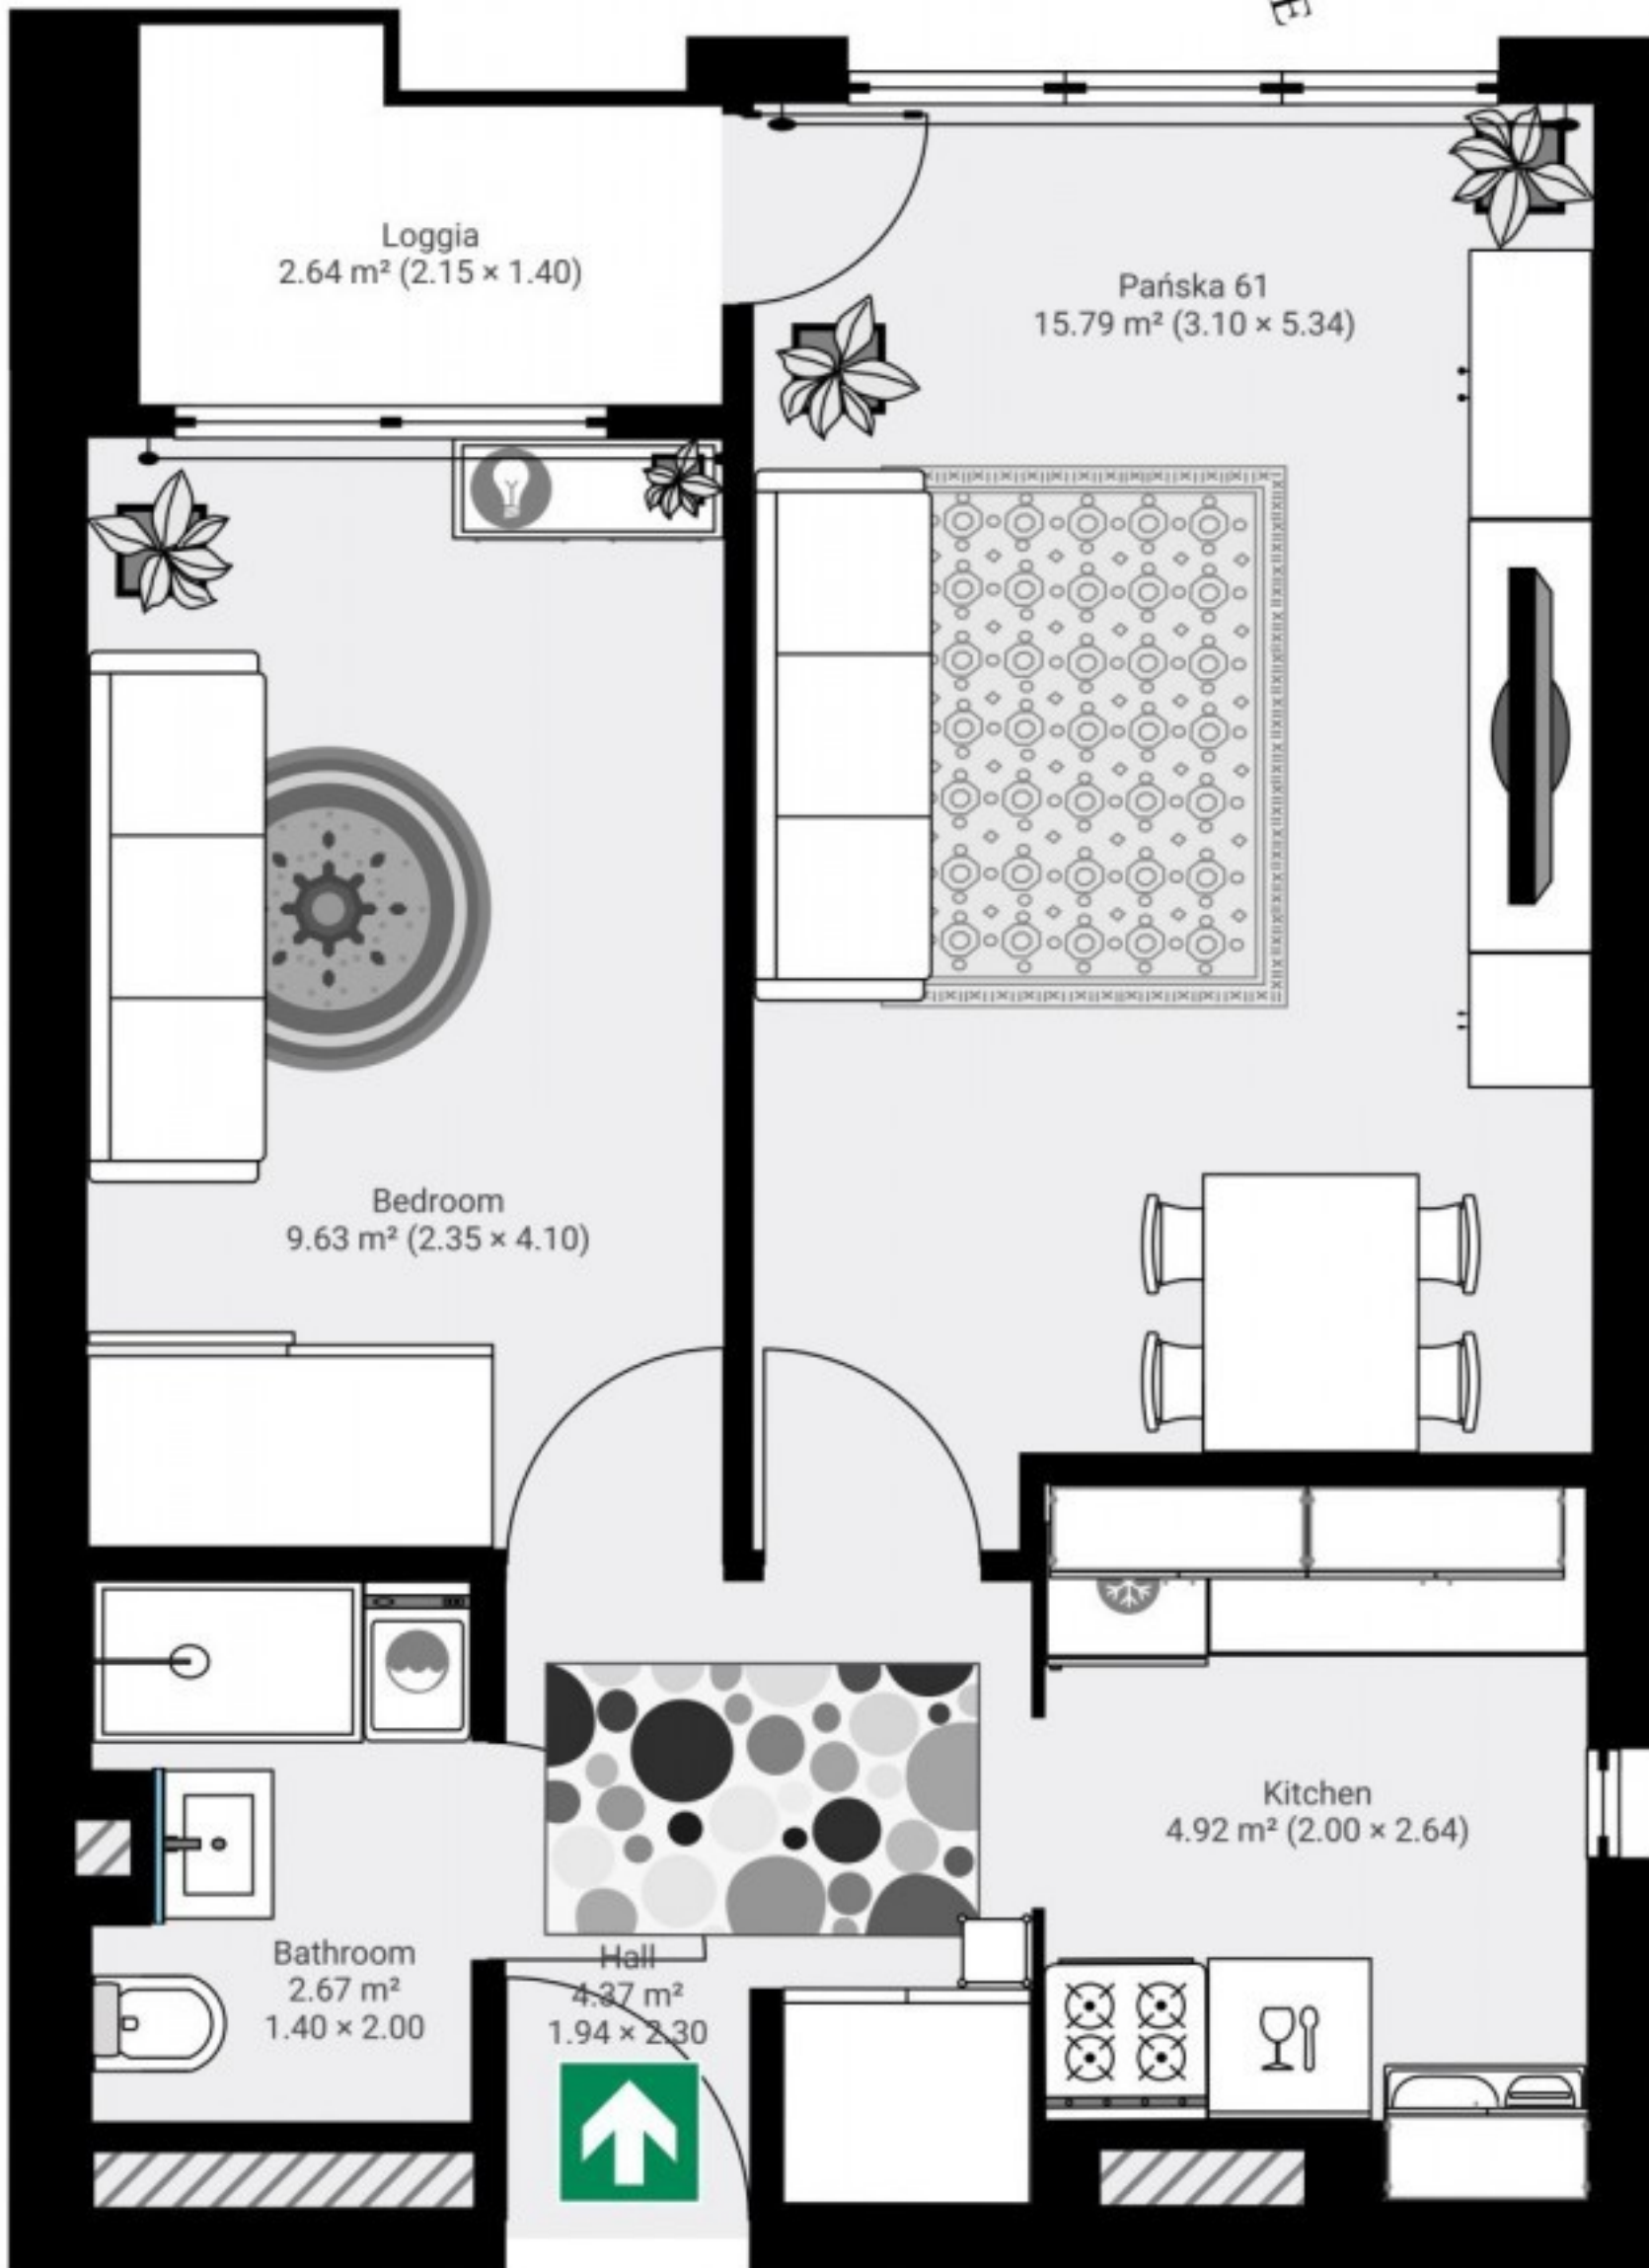 E
Loggia
2.64 m² (2.15 × 1.40)
Pańska 61
15.79 m² (3.10 × 5.34)
Bedroom
9.63 m² (2.35 × 4.10)
Kitchen
4.92 m² (2.00 × 2.64)
Bathroom
2.67 m²
1.40 × 2.00
Hall
4.37 m²
1.94 × 2.30